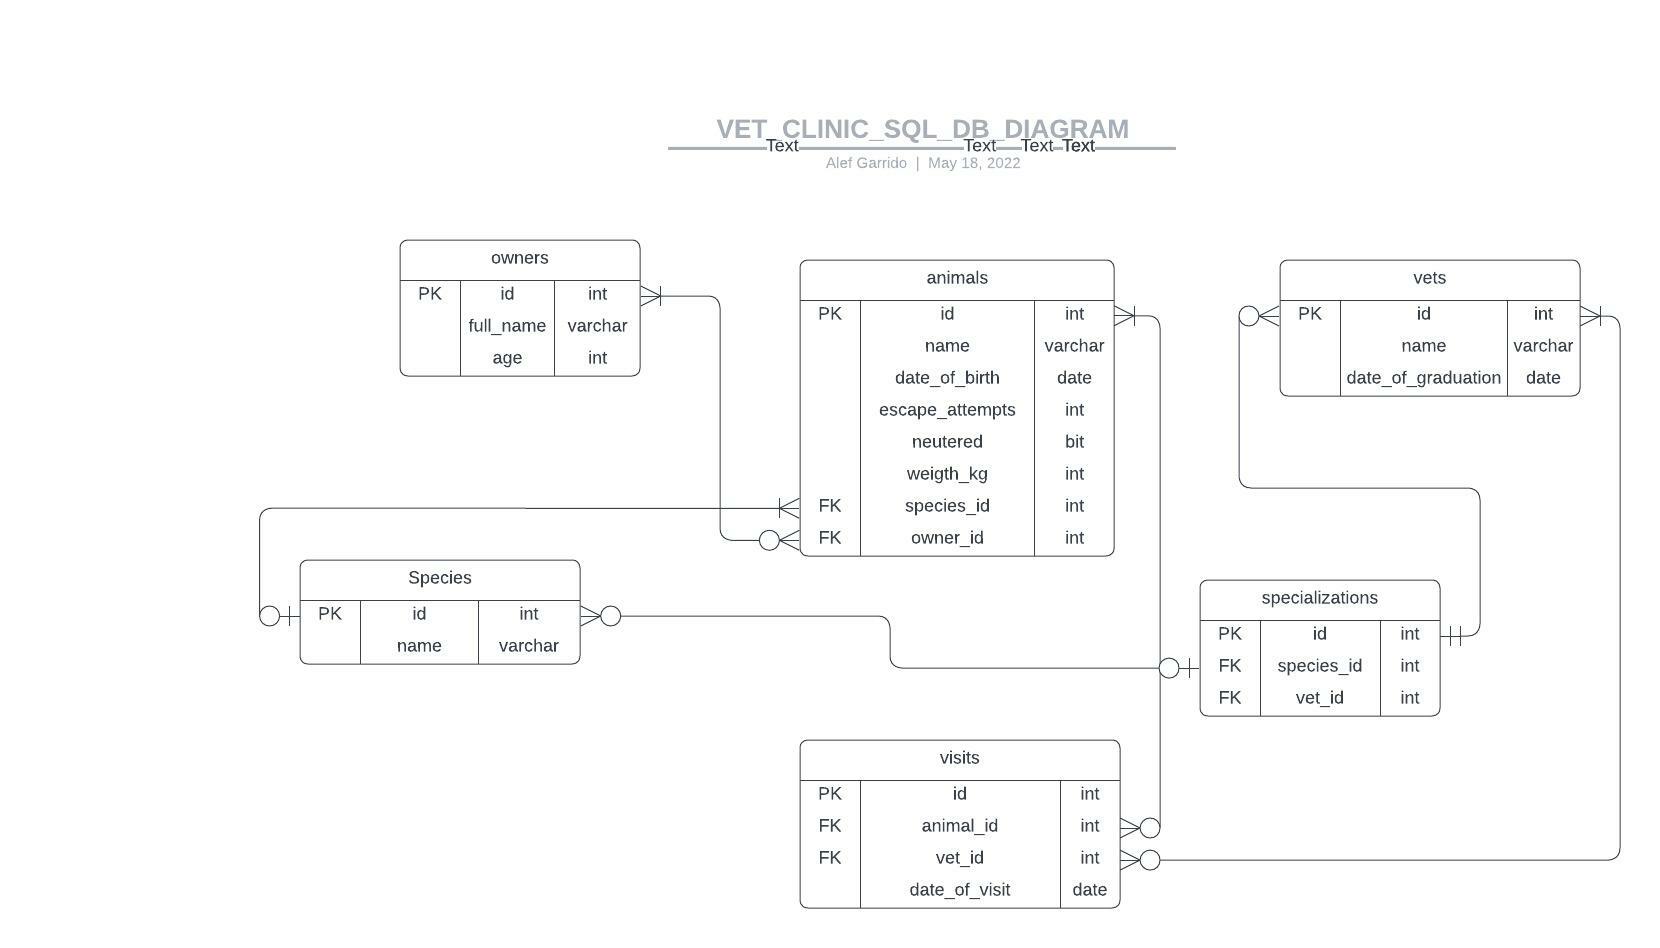 VET_CLINIC_SQL_DB_DIAGRAM
Text Text Text Text
Alef Garrido | May 18, 2022
owners
PK id int
full_name varchar
age int
animals
PK id int
name varchar
date_of_birth date
escape_attempts int
neutered bit
weigth_kg int
FK species_id int
FK owner_id int
vets
PK id int
name varchar
date_of_graduation date
Species
PK id int
name varchar
specializations
PK id int
FK species_id int
FK vet_id int
visits
PK id int
FK animal_id int
FK vet_id int
date_of_visit date